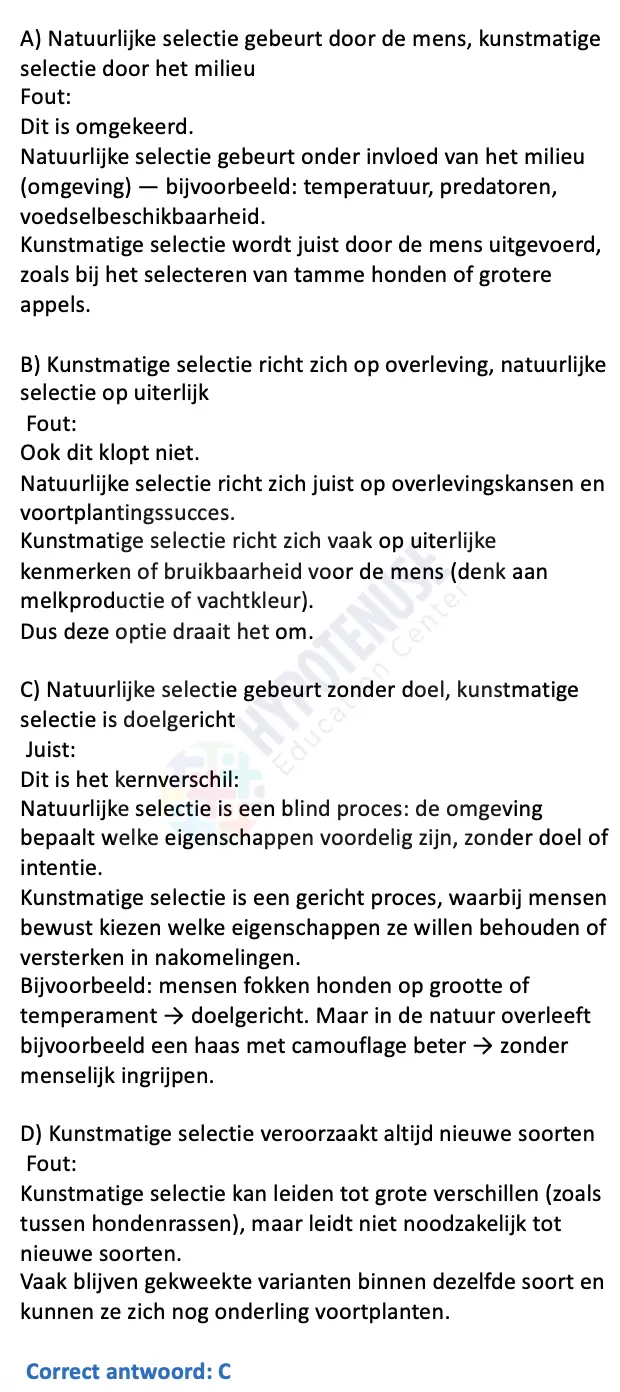 A) Natuurlijke selectie gebeurt door de mens, kunstmatige
selectie door het milieu
Fout:
Dit is omgekeerd.
Natuurlijke selectie gebeurt onder invloed van het milieu
(omgeving) — bijvoorbeeld: temperatuur, predatoren,
voedselbeschikbaarheid.
Kunstmatige selectie wordt juist door de mens uitgevoerd,
zoals bij het selecteren van tamme honden of grotere
appels.
B) Kunstmatige selectie richt zich op overleving, natuurlijke
selectie op uiterlijk
Fout:
Ook dit klopt niet.
Natuurlijke selectie richt zich juist op overlevingskansen en
voortplantingssucces.
Kunstmatige selectie richt zich vaak op uiterlijke
kenmerken of bruikbaarheid voor de mens (denk aan
melkproductie of vachtkleur).
Dus deze optie draait het om.
C) Natuurlijke selectie gebeurt zonder doel, kunstmatige
selectie is doelgericht
Juist:
Dit is het kernverschil:
Natuurlijke selectie is een blind proces: de omgeving
bepaalt welke eigenschappen voordelig zijn, zonder doel of
intentie.
Kunstmatige selectie is een gericht proces, waarbij mensen
bewust kiezen welke eigenschappen ze willen behouden of
versterken in nakomelingen.
Bijvoorbeeld: mensen fokken honden op grootte of
temperament → doelgericht. Maar in de natuur overleeft
bijvoorbeeld een haas met camouflage beter → zonder
menselijk ingrijpen.
D) Kunstmatige selectie veroorzaakt altijd nieuwe soorten
Fout:
Kunstmatige selectie kan leiden tot grote verschillen (zoals
tussen hondenrassen), maar leidt niet noodzakelijk tot
nieuwe soorten.
Vaak blijven gekweekte varianten binnen dezelfde soort en
kunnen ze zich nog onderling voortplanten.
Correct antwoord: C
HYPOTENUSE
Education Center